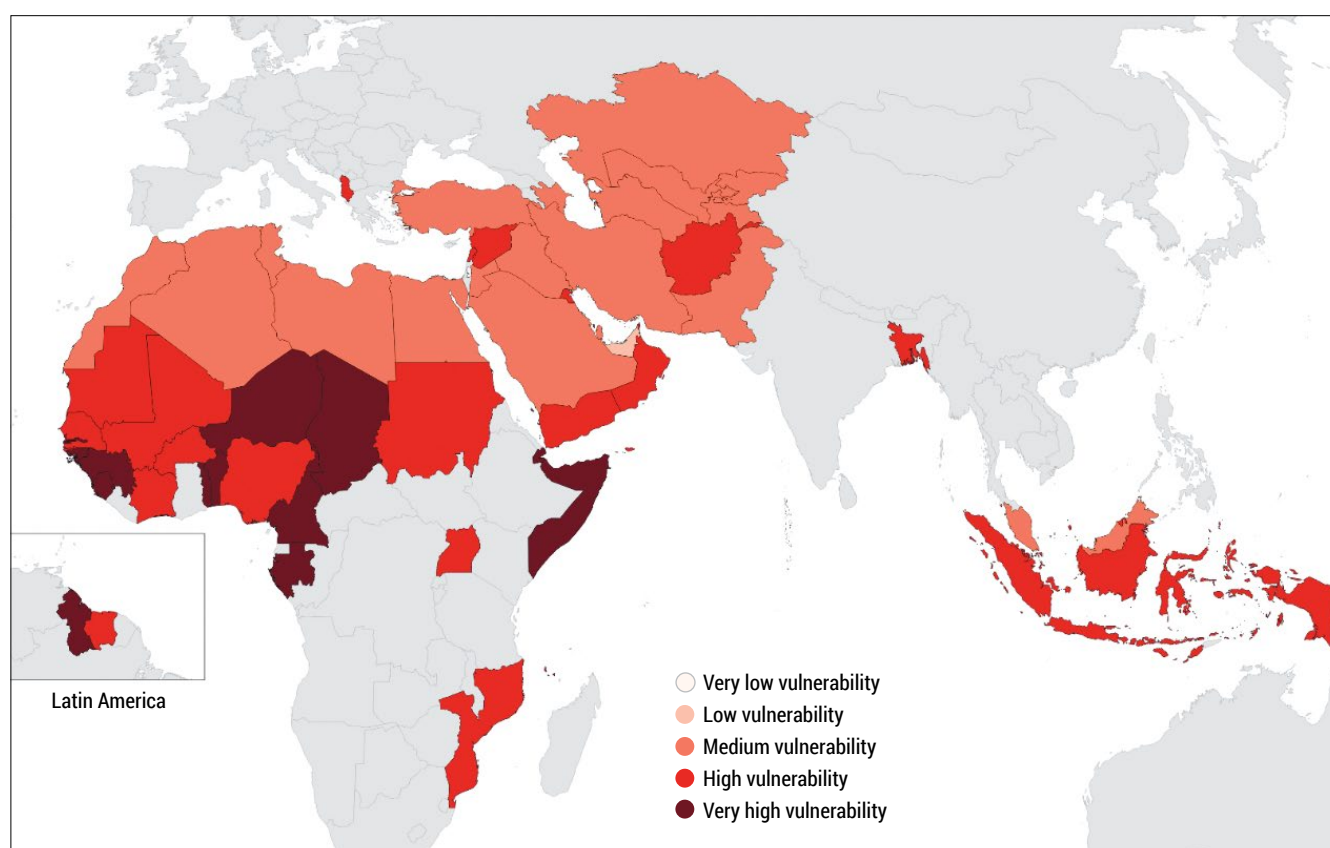 Latin America
Very low vulnerability
Low vulnerability
Medium vulnerability
High vulnerability
Very high vulnerability